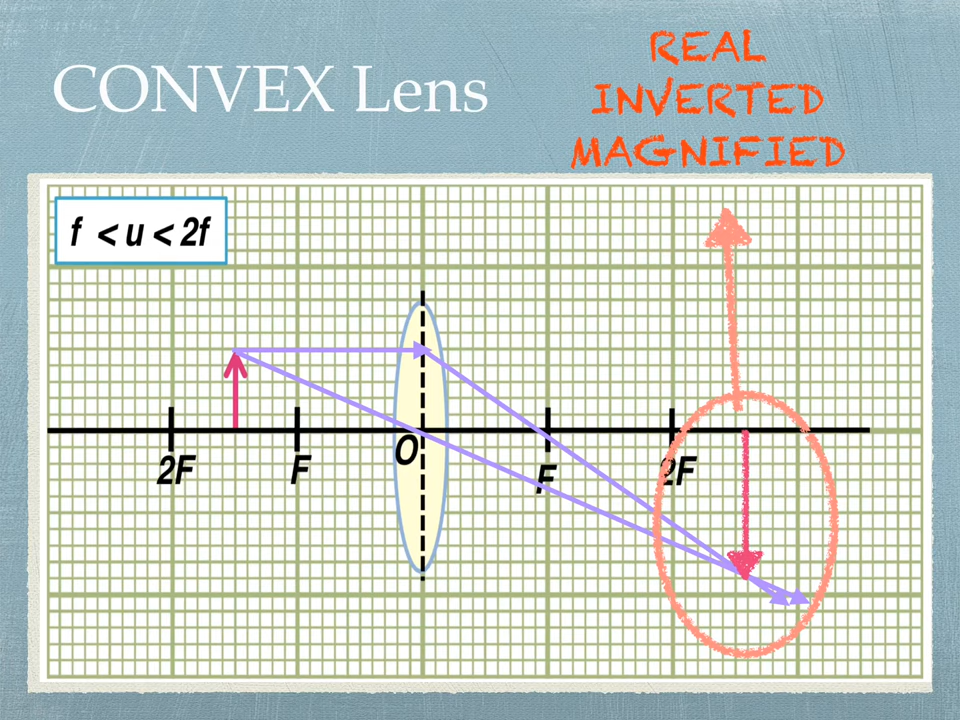 CONVEX Lens
REAL
INVERTED
MAGNIFIED
f < u < 2f
2F
F
O
F
2F